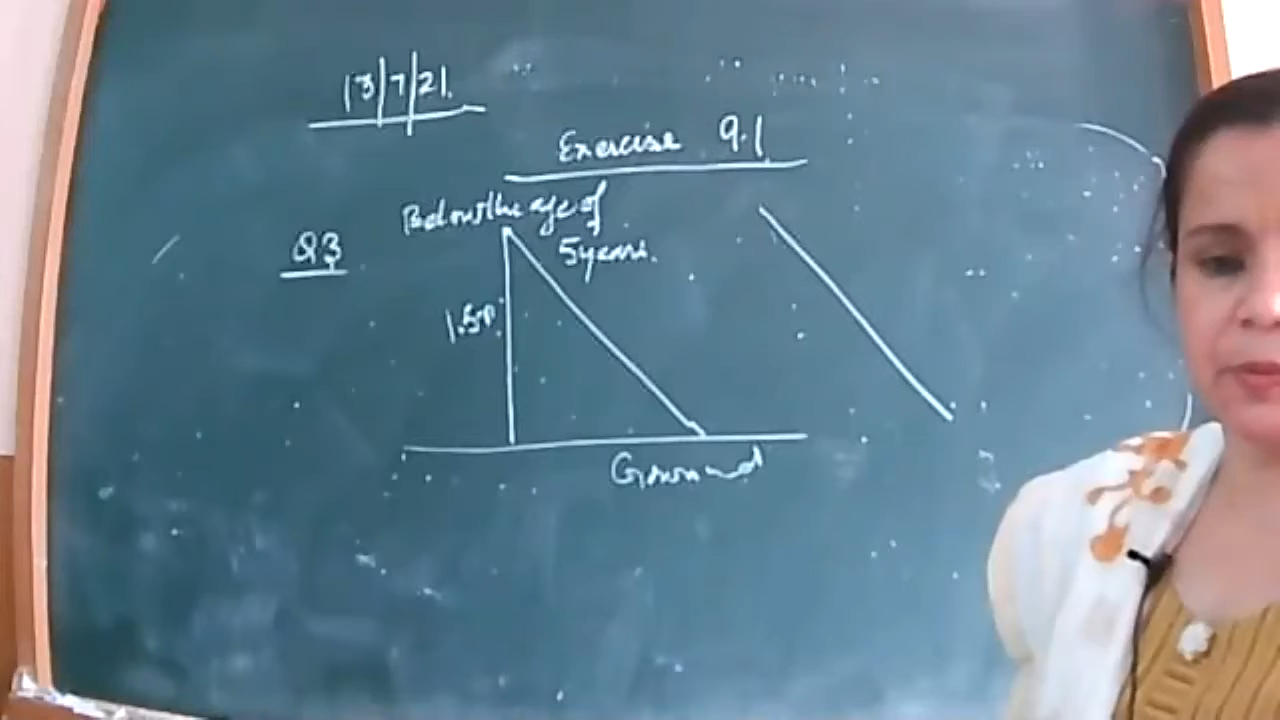 13/7/21.
Exercise 9.1
Below the age of
5 years.
Q3
1.5m
Ground